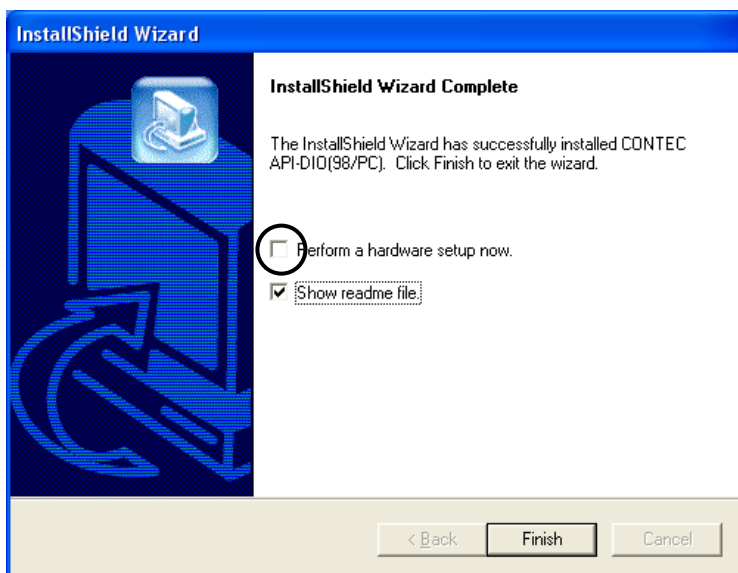 InstallShield Wizard
InstallShield Wizard Complete
The InstallShield Wizard has successfully installed CONTEC
API-DIO(98/PC). Click Finish to exit the wizard.
Perform a hardware setup now.
Show readme file.
< Back
Finish
Cancel